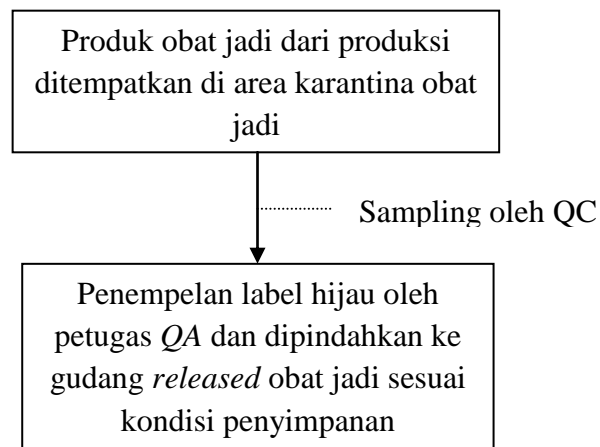 Produk obat jadi dari produksi
ditempatkan di area karantina obat
jadi
Sampling oleh QC
Penempelan label hijau oleh
petugas QA dan dipindahkan ke
gudang released obat jadi sesuai
kondisi penyimpanan